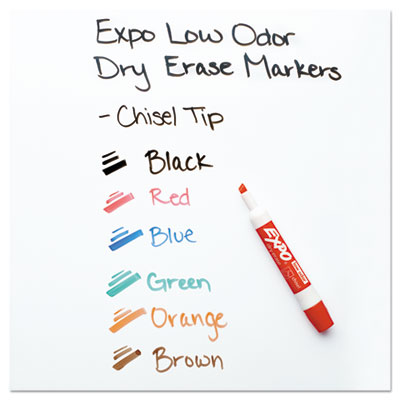 Expo Low Odor
Dry Erase Markers
- Chisel Tip
Black
Red
Blue
Green
Orange
Brown
EXPO